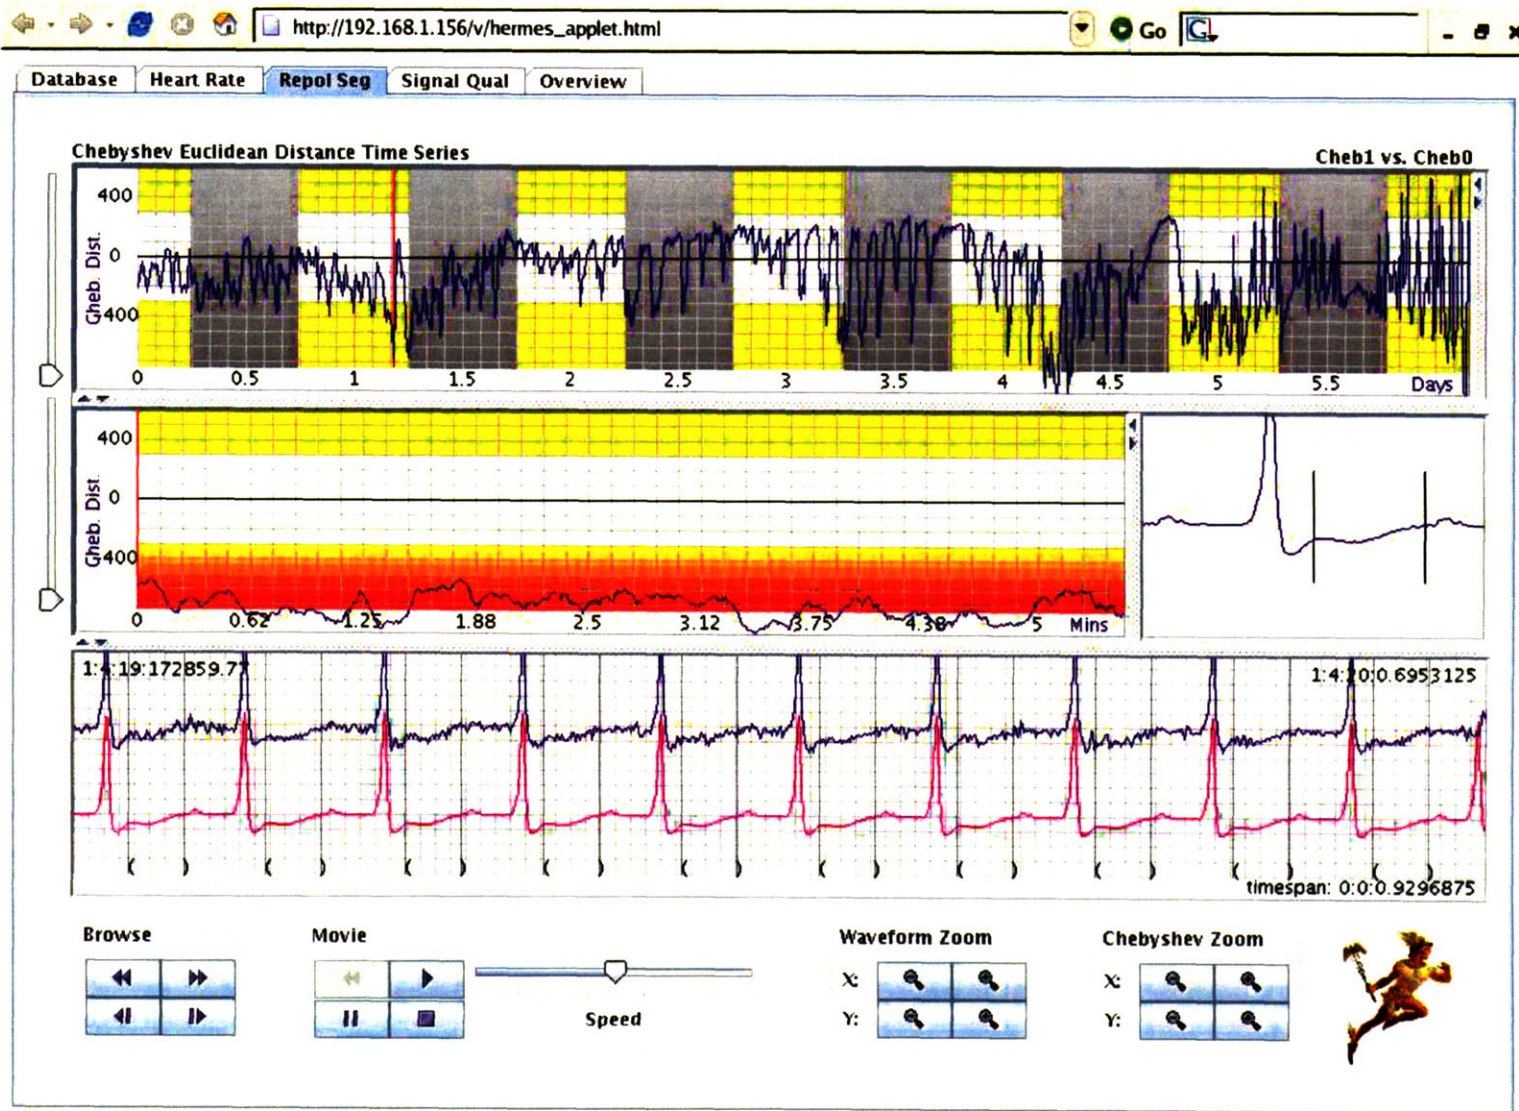 http://192.168.1.156/v/hermes_applet.html
Go
G
Database Heart Rate Repol Seg Signal Qual Overview
Chebyshev Euclidean Distance Time Series Cheb1 vs. Cheb0
400
0
400
Gheb. Dist.
0 0.5 1 1.5 2 2.5 3 3.5 4 4.5 5 5.5 Days
400
0
400
Gheb. Dist.
0 0.62 1.25 1.88 2.5 3.12 3.75 4.38 5 Mins
1:4:19:172859.77 1:4:20:0.6953125
( ) ( ) ( ) ( ) ( ) ( ) ( ) ( ) ( ) ( )
timespan: 0:0:0.9296875
Browse Movie Waveform Zoom Chebyshev Zoom
X: X:
Speed Y: Y: